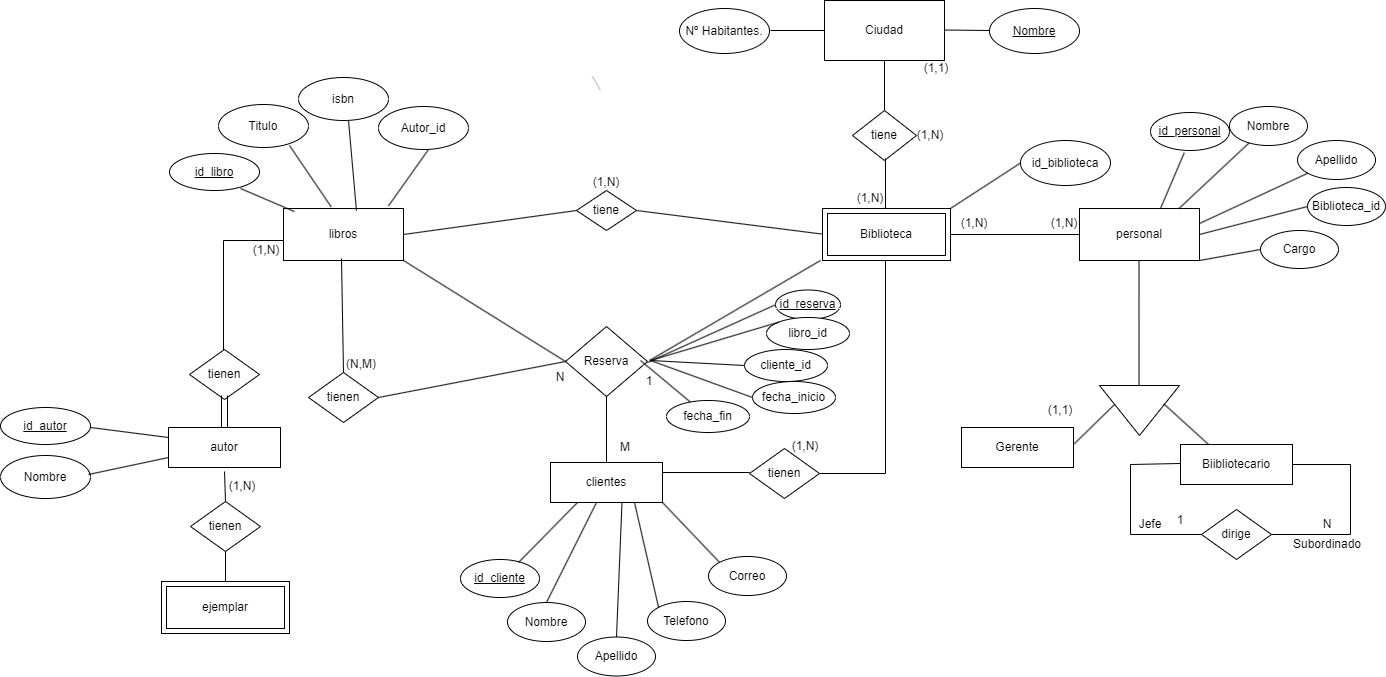 Nº Habitantes.
Ciudad
Nombre
(1,1)
isbn
Titulo
Autor_id
id_libro
tiene
(1,N)
id_biblioteca
id_personal
Nombre
Apellido
Biblioteca_id
Cargo
(1,N)
(1,N)
tiene
libros
(1,N)
Biblioteca
(1,N)
(1,N)
personal
id_reserva
libro_id
cliente_id
fecha_inicio
fecha_fin
Reserva
N
1
M
(N,M)
tienen
tienen
id_autor
autor
Nombre
(1,N)
tienen
ejemplar
clientes
(1,N)
tienen
id_cliente
Nombre
Apellido
Telefono
Correo
(1,1)
Gerente
Biibliotecario
Jefe
1
dirige
N
Subordinado